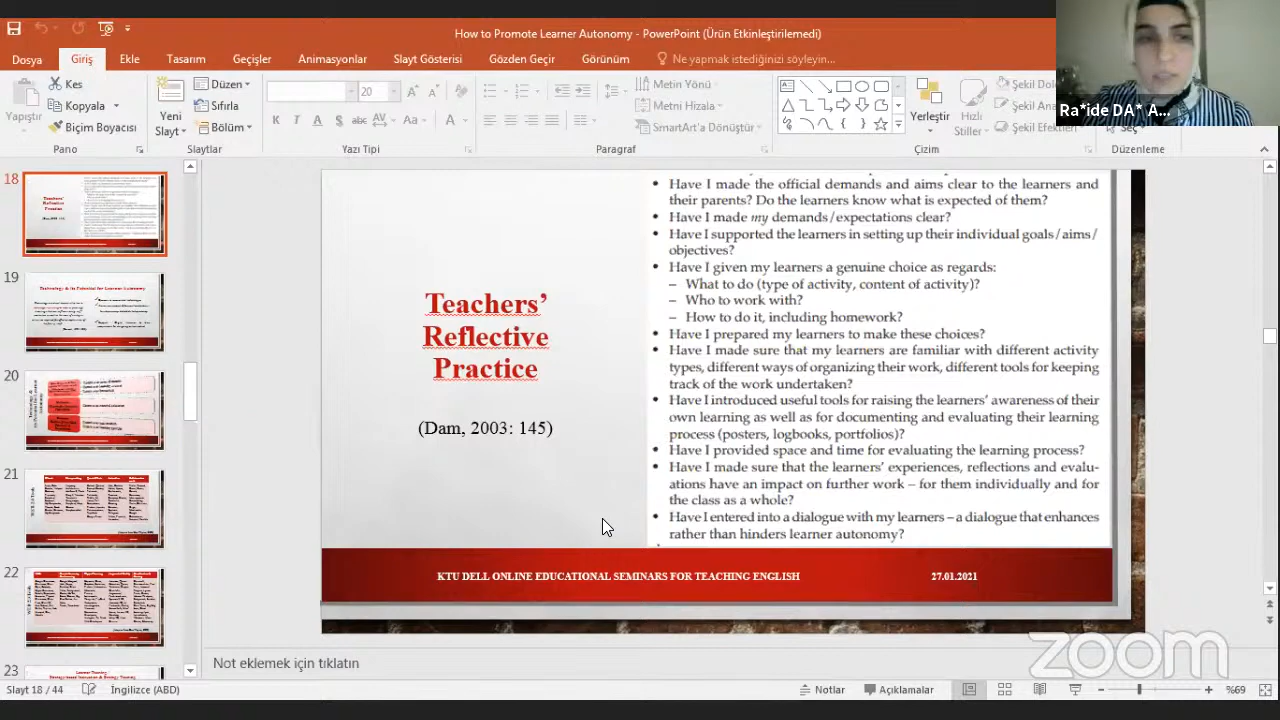 How to Promote Learner Autonomy - PowerPoint (Ürün Etkinleştirilemedi)
Dosya Giriş Ekle Tasarım Geçişler Animasyonlar Slayt Gösterisi Gözden Geçir Görünüm Ne yapmak istediğinizi söyleyin...
Ra*ide DA* A...
Yapıştır
Kes
Kopyala
Biçim Boyacısı
Pano
Yeni
Slayt
Düzen
Sıfırla
Bölüm
Slaytlar
20
Yazı Tipi
Metin Yönü
Metni Hizala
SmartArt'a Dönüştür
Paragraf
Yerleştir
Hızlı
Stiller
Şekil
Şekil
Şekil Efektleri
Çizim
Seç
Düzenleme
18
19
20
21
22
23
Teachers'
Reflective
Practice
(Dam, 2003: 145)
• Have I made the official demands and aims clear to the learners and
their parents? Do the learners know what is expected of them?
• Have I made my demands/expectations clear?
• Have I supported the learners in setting up their individual goals/aims/
objectives?
• Have I given my learners a genuine choice as regards:
– What to do (type of activity, content of activity)?
– Who to work with?
– How to do it, including homework?
• Have I prepared my learners to make these choices?
• Have I made sure that my learners are familiar with different activity
types, different ways of organizing their work, different tools for keeping
track of the work undertaken?
• Have I introduced useful tools for raising the learners' awareness of their
own learning as well as for documenting and evaluating their learning
process (posters, logbooks, portfolios)?
• Have I provided space and time for evaluating the learning process?
• Have I made sure that the learners' experiences, reflections and evalu-
ations have an impact on further work – for them individually and for
the class as a whole?
• Have I entered into a dialogue with my learners – a dialogue that enhances
rather than hinders learner autonomy?
KTU DELL ONLINE EDUCATIONAL SEMINARS FOR TEACHING ENGLISH 27.01.2021
zoom
Not eklemek için tıklatın
Slayt 18 / 44 İngilizce (ABD) Notlar Açıklamalar %69